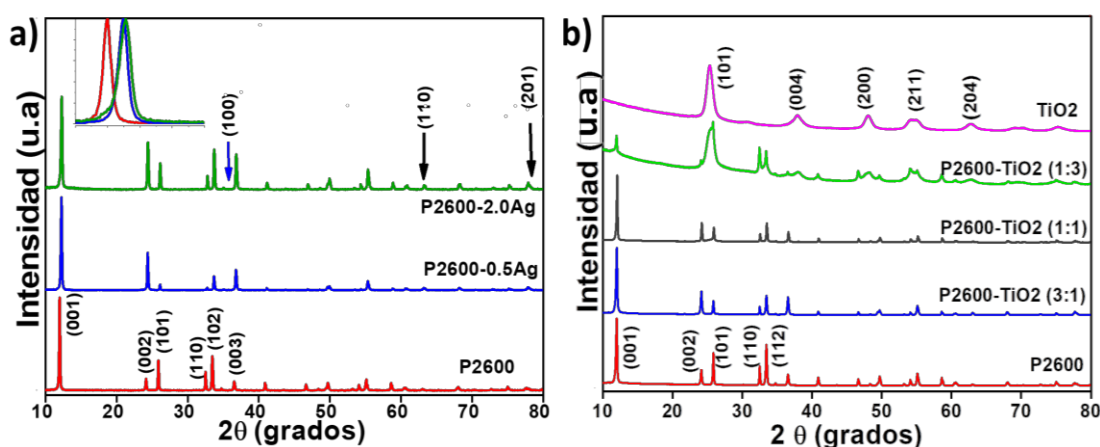 a)
Intensidad (u.a)
(100)
(110)
(201)
P2600-2.0Ag
P2600-0.5Ag
(001)
(002)
(101)
(110)
(102)
(003)
P2600
10 20 30 40 50 60 70 80
2θ (grados)
b)
Intensidad (u.a)
(101)
(004)
(200)
(211)
(204)
TiO2
P2600-TiO2 (1:3)
P2600-TiO2 (1:1)
P2600-TiO2 (3:1)
(001)
(002)
(101)
(110)
(112)
P2600
10 20 30 40 50 60 70 80
2 θ (grados)